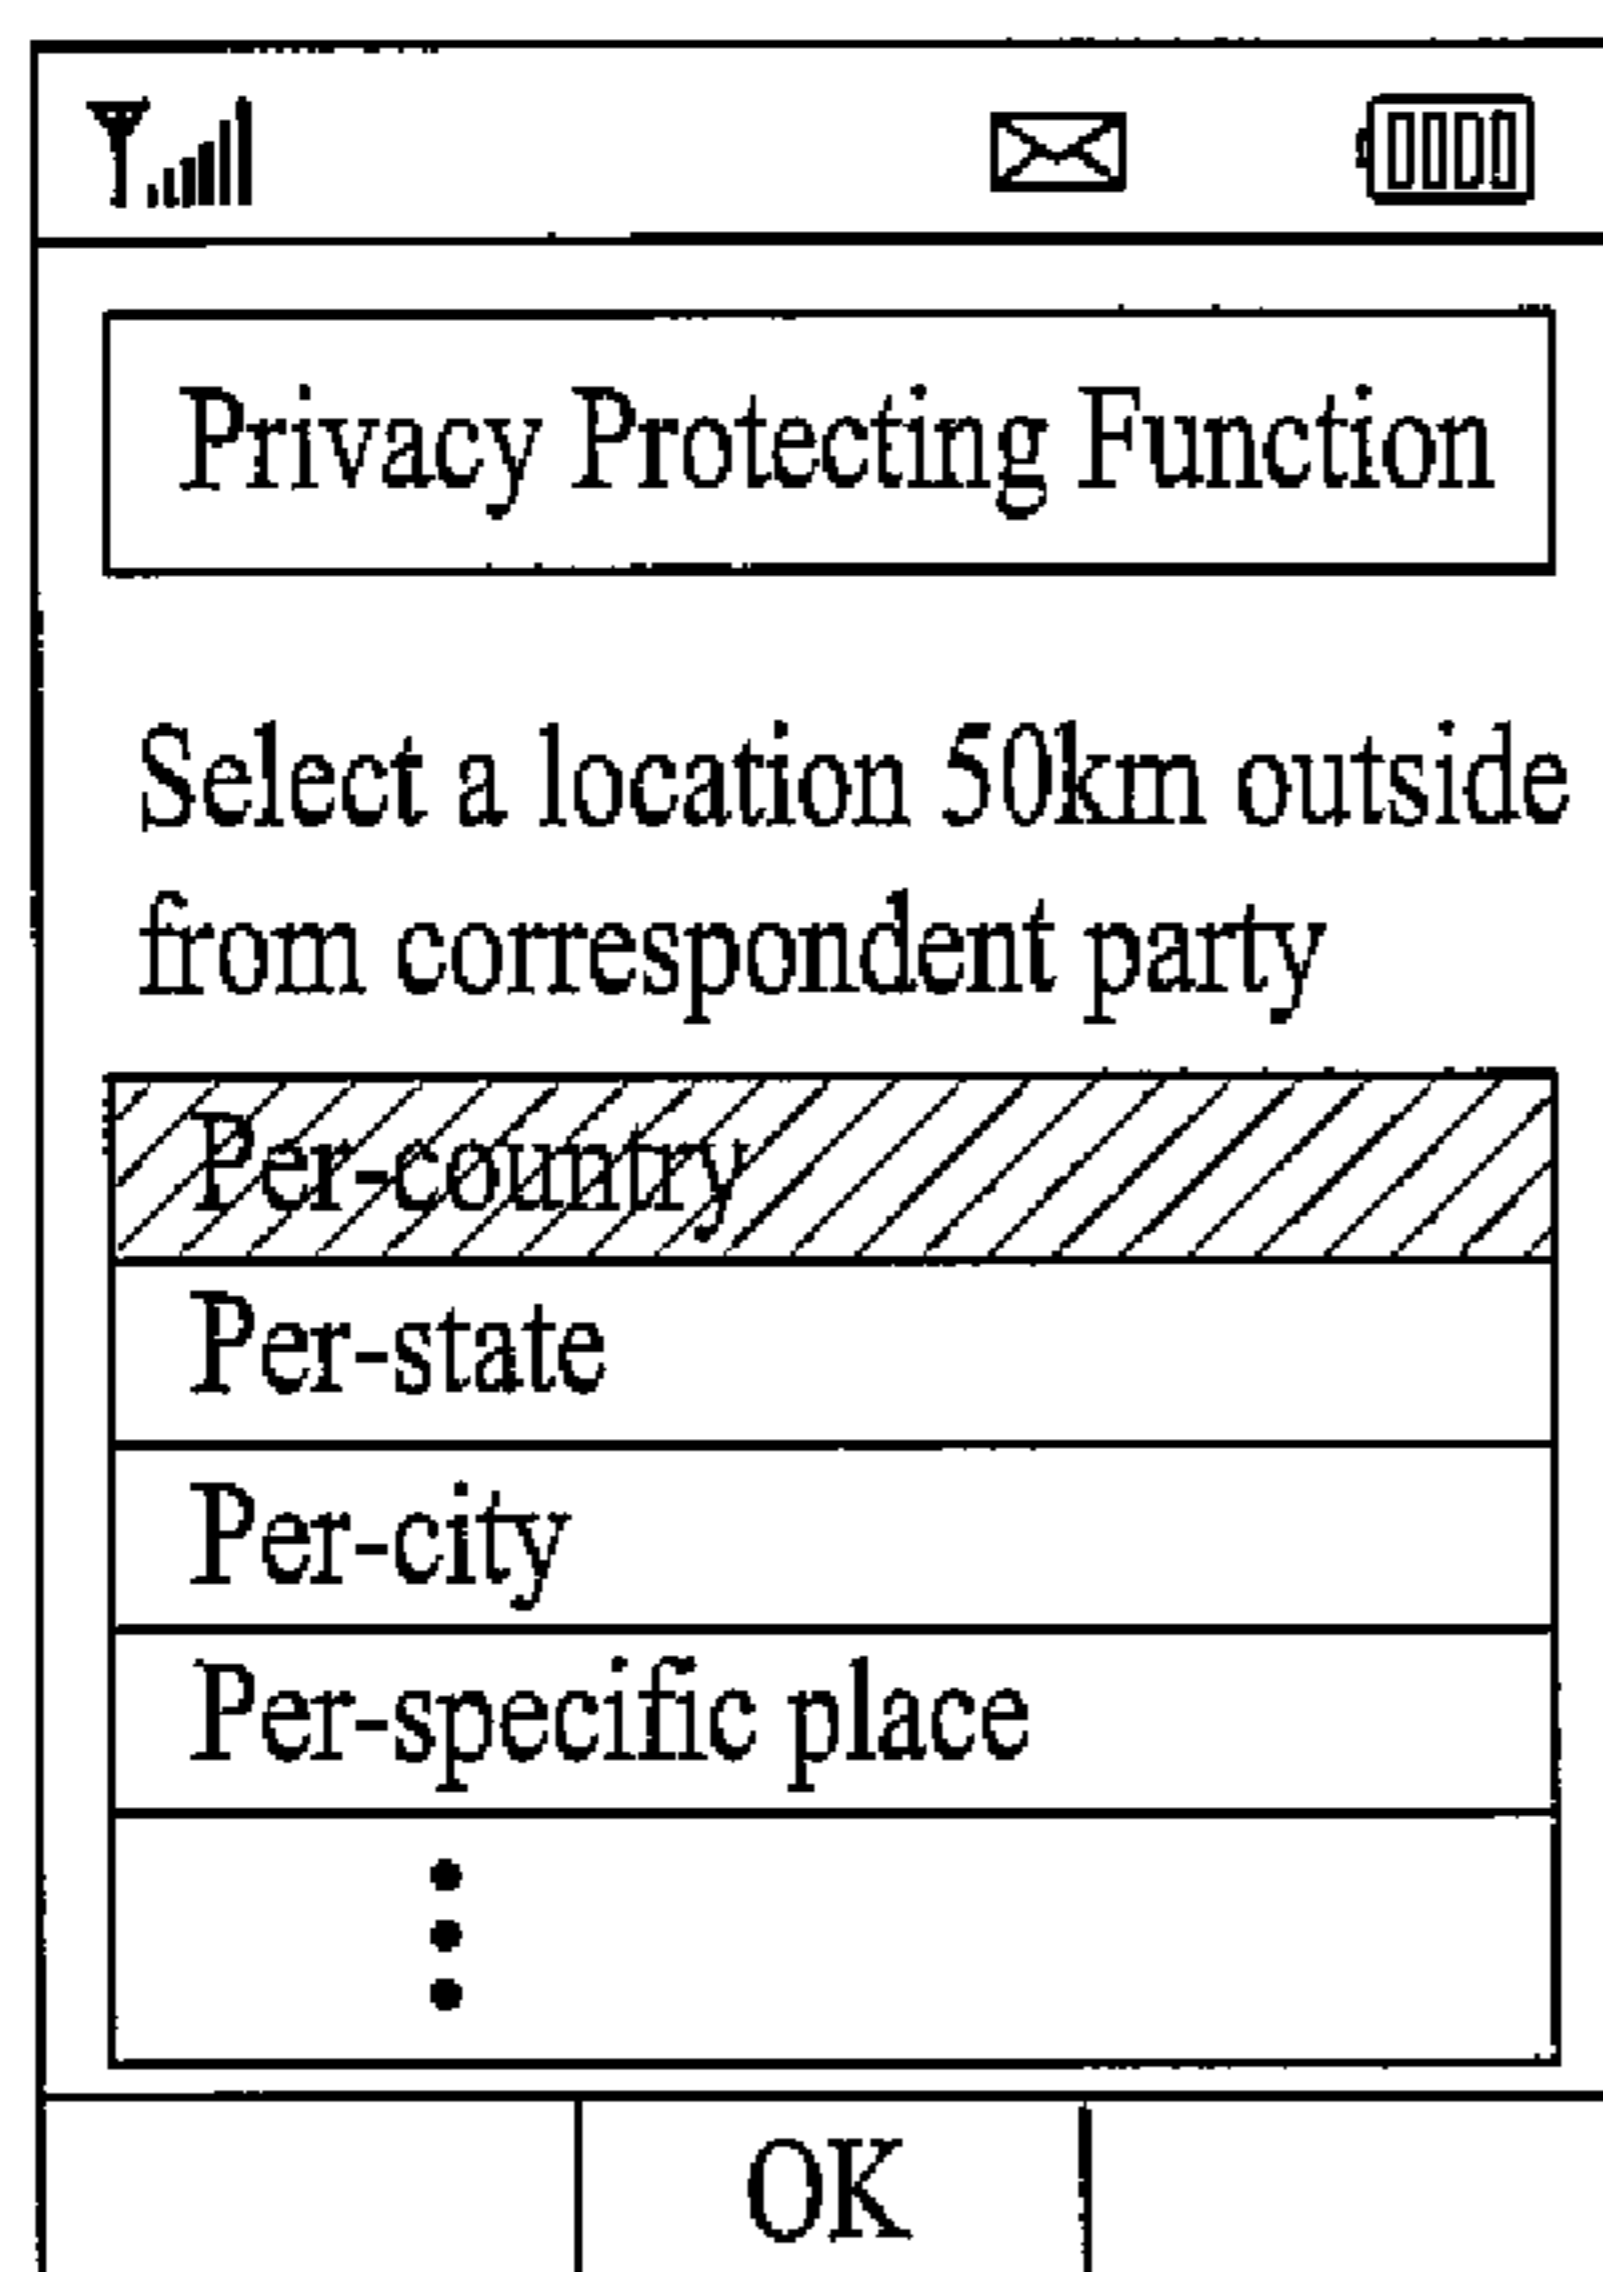 Privacy Protecting Function
Select a location 50km outside
from correspondent party
Per-country
Per-state
Per-city
Per-specific place
OK